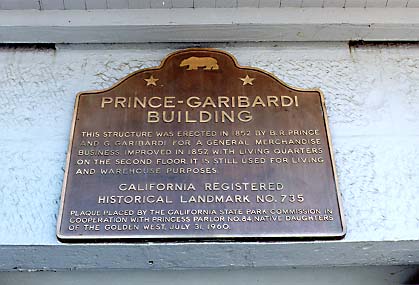 PRINCE-GARIBARDI
BUILDING
THIS STRUCTURE WAS ERECTED IN 1852 BY B.R. PRINCE
AND G. GARIBARDI FOR A GENERAL MERCHANDISE
BUSINESS. IMPROVED IN 1852 WITH LIVING QUARTERS
ON THE SECOND FLOOR. IT IS STILL USED FOR LIVING
AND WAREHOUSE PURPOSES.
CALIFORNIA REGISTERED
HISTORICAL LANDMARK NO. 735
PLAQUE PLACED BY THE CALIFORNIA STATE PARK COMMISSION IN
COOPERATION WITH PRINCESS PARLOR NO. 84, NATIVE DAUGHTERS
OF THE GOLDEN WEST, JULY 31, 1960.